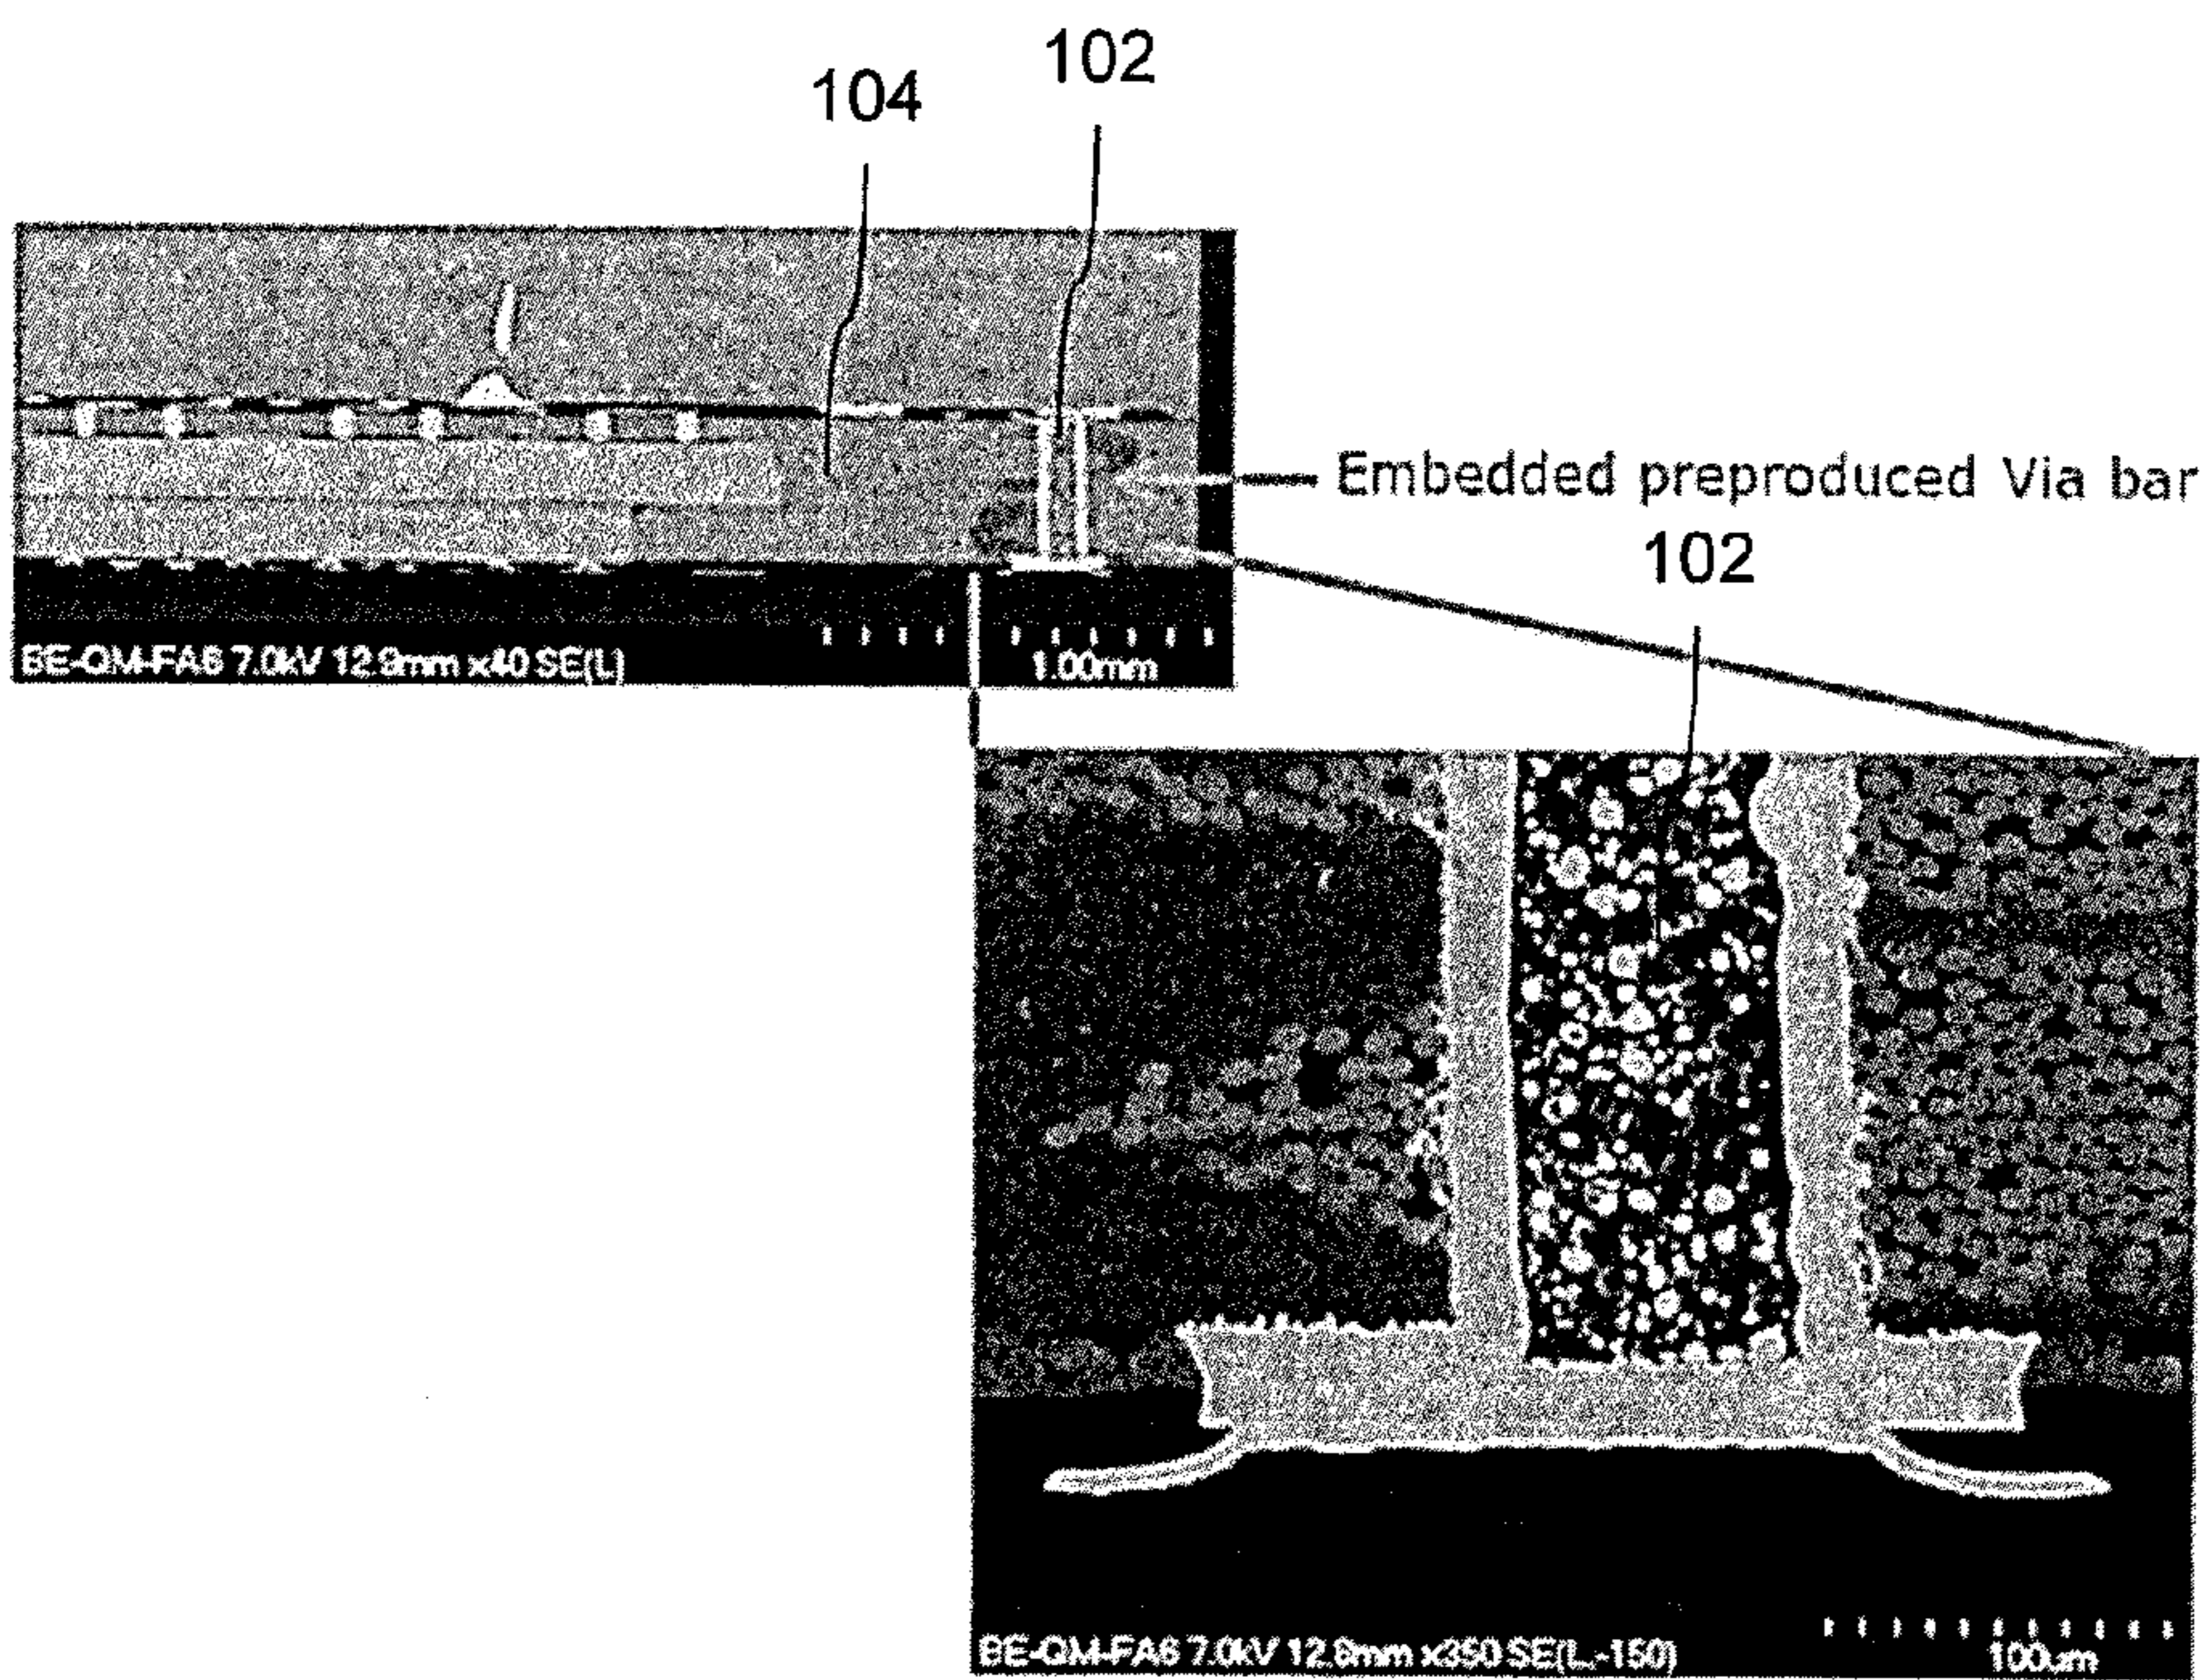 102
104
Embedded preproduced Via bar
102
BE-QM-FA6 7.0kV 12.9mm x40 SE(L)
1.00mm
BE-QM-FA6 7.0kV 12.9mm x350 SE(L,-150)
100um